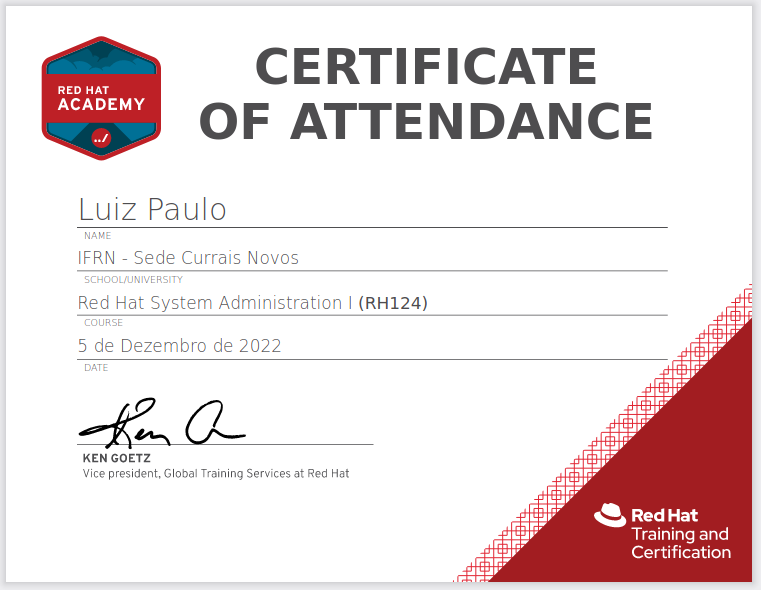 RED HAT
ACADEMY
CERTIFICATE
OF ATTENDANCE
Luiz Paulo
NAME
IFRN - Sede Currais Novos
SCHOOL/UNIVERSITY
Red Hat System Administration I (RH124)
COURSE
5 de Dezembro de 2022
DATE
KEN GOETZ
Vice president, Global Training Services at Red Hat
Red Hat
Training and
Certification